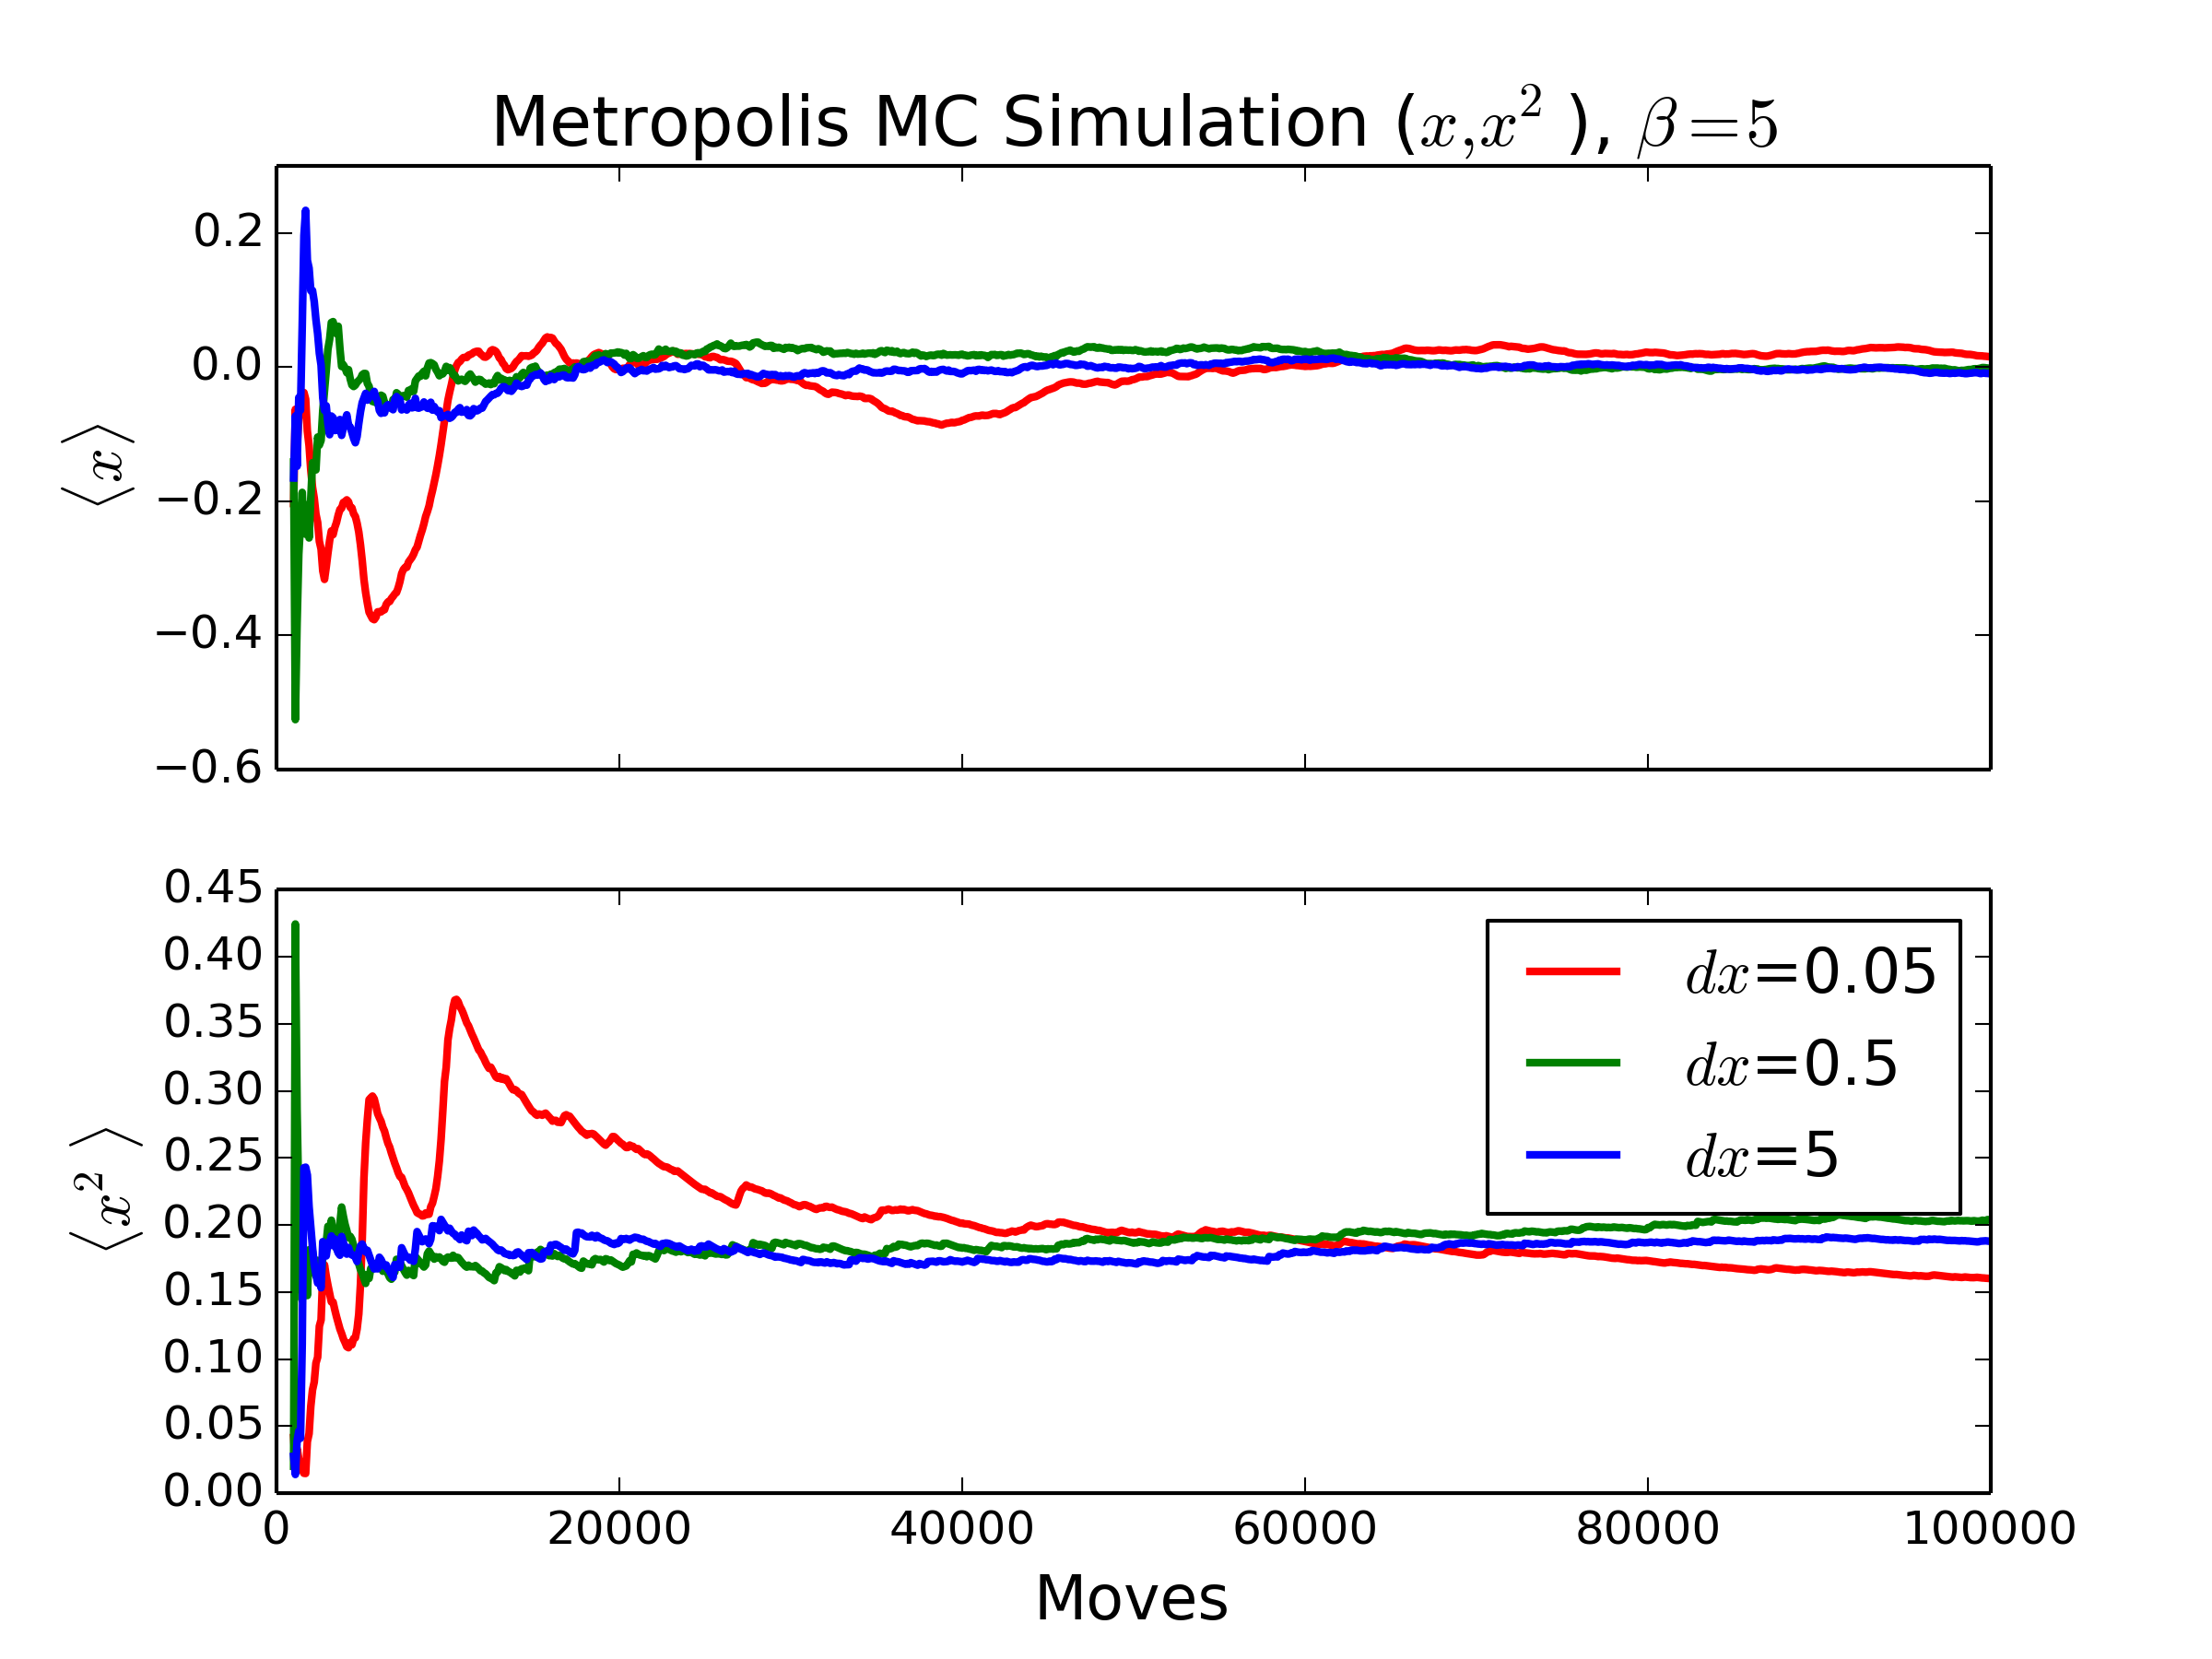 Metropolis MC Simulation (x,x²), β=5
0.2
0.0
−0.2
−0.4
−0.6
⟨x⟩
0.45
0.40
0.35
0.30
0.25
0.20
0.15
0.10
0.05
0.00
⟨x²⟩
dx=0.05
dx=0.5
dx=5
0 20000 40000 60000 80000 100000
Moves